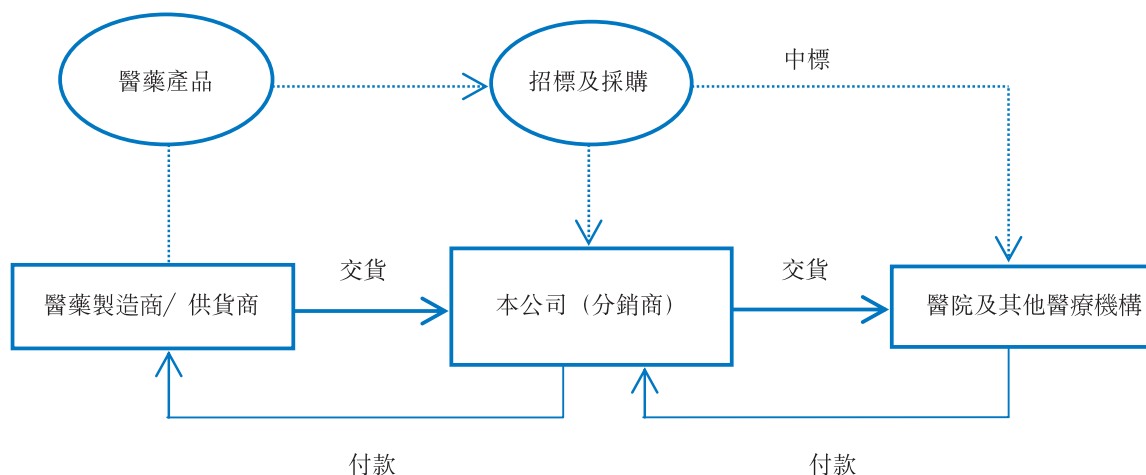 中標
醫藥產品
招標及採購
交貨
交貨
醫藥製造商/ 供貨商
本公司（分銷商）
醫院及其他醫療機構
付款
付款